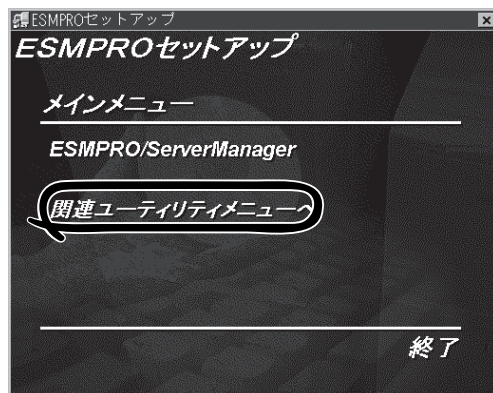 ESMPROセットアップ
ESMPROセットアップ
メインメニュー
ESMPRO/ServerManager
関連ユーティリティメニューへ
終了